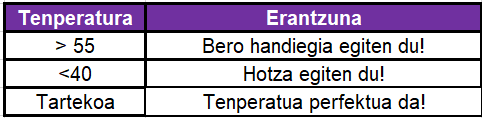 Tenperatura Erantzuna
> 55 Bero handiegia egiten du!
<40 Hotza egiten du!
Tartekoa Tenperatua perfektua da!